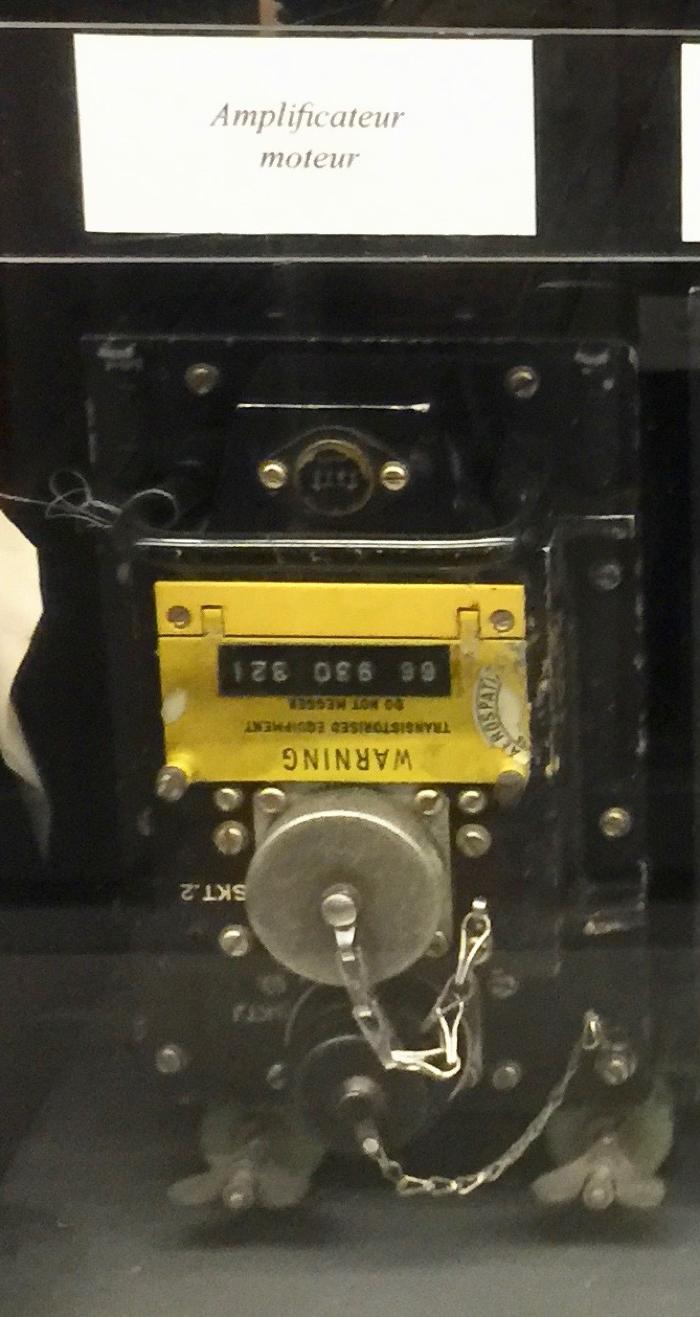 Amplificateur
moteur
WARNING
TRANSISTORISED EQUIPMENT
DO NOT MEGGER
66 930 321
SKT.2